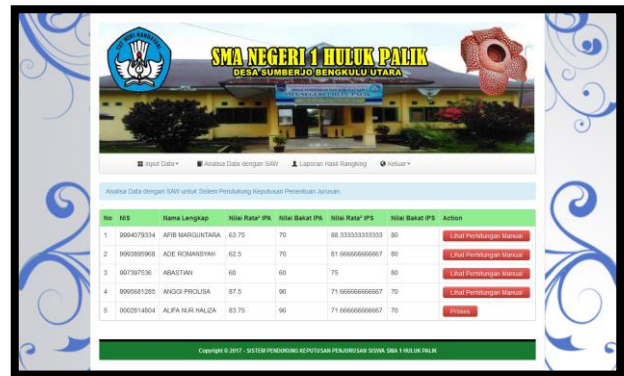 TUT WURI HANDAYANI
SMA NEGERI 1 HULUK PALIK
DESA SUMBERJO BENGKULU UTARA
Input Data Analisa Data dengan SAW Laporan Hasil Rangking Keluar
Analisa Data dengan SAW untuk Sistem Pendukung Keputusan Penentuan Jurusan.
No NIS Nama Lengkap Nilai Rata² IPA Nilai Bakat IPA Nilai Rata² IPS Nilai Bakat IPS Action
1 9994079334 AFIB MARGUNTARA 63.75 70 88.333333333333 80 Lihat Perhitungan Manual
2 9993895968 ADE ROMANSYAH 62.5 70 81.666666666667 80 Lihat Perhitungan Manual
3 997397536 ABASTIAN 60 60 75 80 Lihat Perhitungan Manual
4 9995681285 ANGGI PROLISA 87.5 90 71.666666666667 70 Lihat Perhitungan Manual
5 0002814804 ALIFA NUR HALIZA 83.75 90 71.666666666667 70 Proses
Copyright © 2017 - SISTEM PENDUKUNG KEPUTUSAN PENJURUSAN SISWA SMA 1 HULUK PALIK